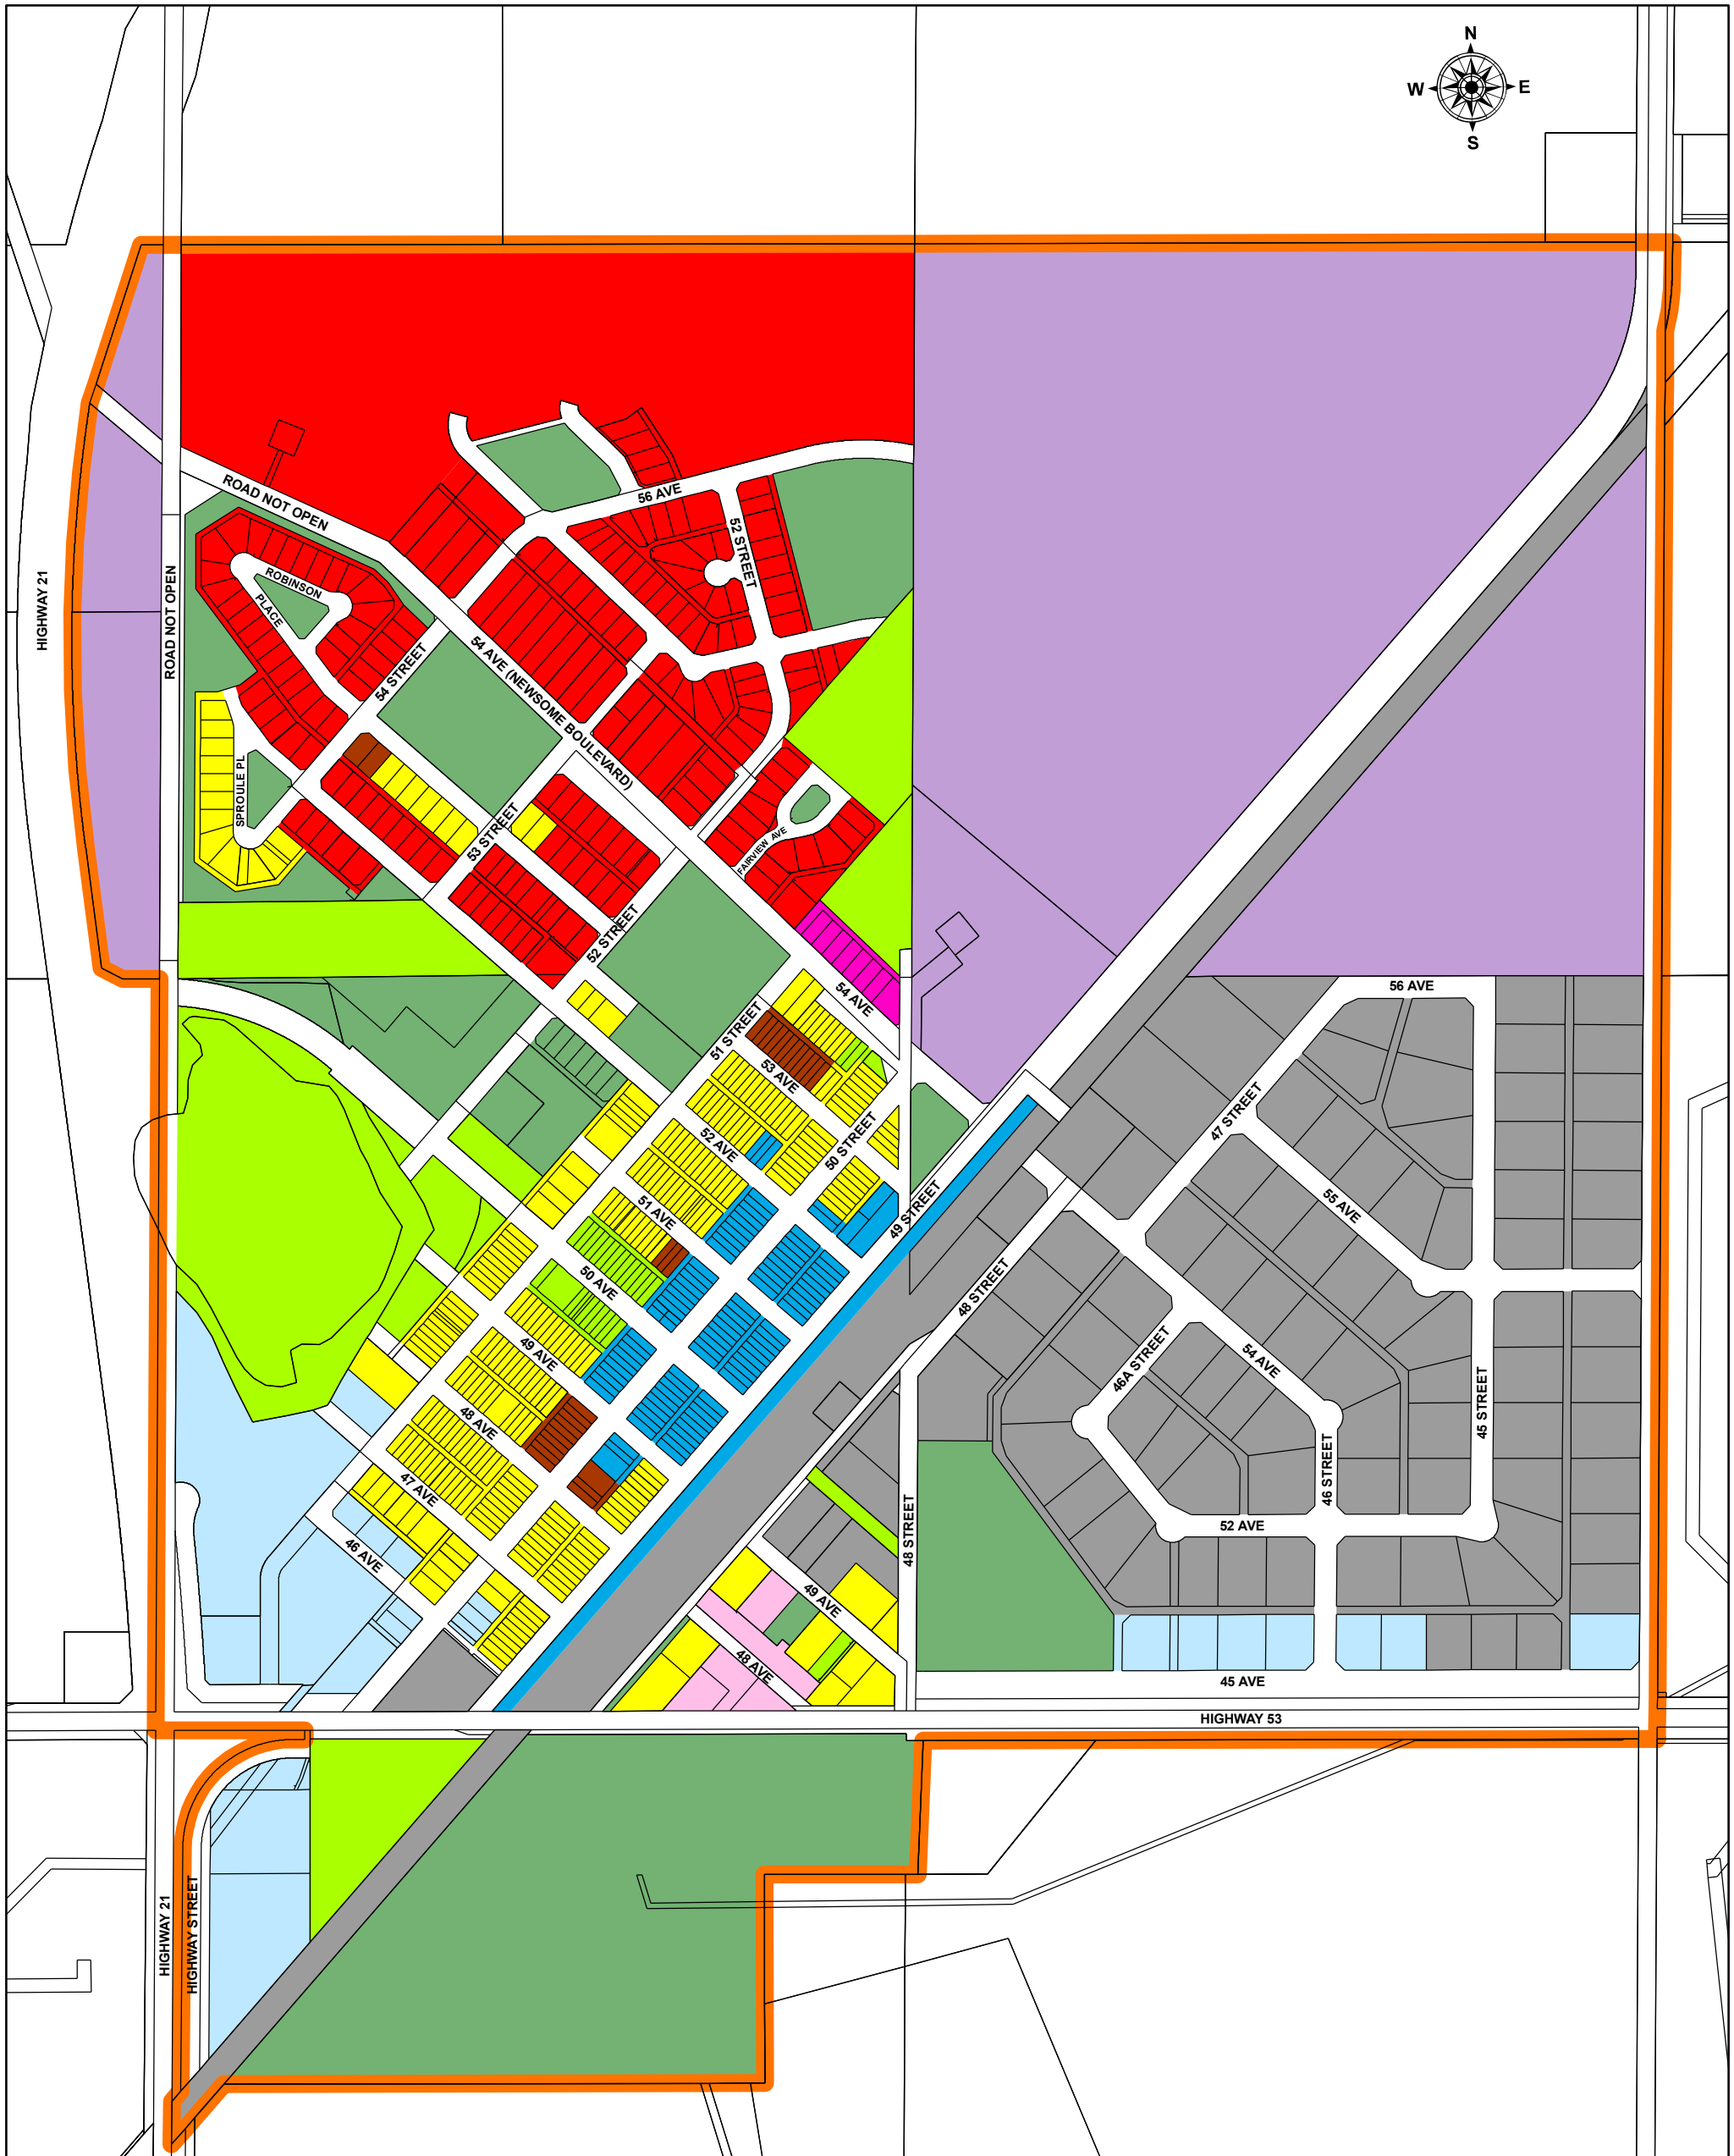 N
W
E
S
HIGHWAY 21
ROAD NOT OPEN
ROAD NOT OPEN
56 AVE
52 STREET
ROBINSON
PLACE
54 STREET
54 AVE (NEWSOME BOULEVARD)
SPROULE PL
53 STREET
FAIRVIEW AVE
52 STREET
54 AVE
56 AVE
51 STREET
53 AVE
47 STREET
52 AVE
50 STREET
55 AVE
51 AVE
49 STREET
50 AVE
48 STREET
49 AVE
46A STREET
54 AVE
45 STREET
48 AVE
47 AVE
46 STREET
48 STREET
52 AVE
46 AVE
49 AVE
48 AVE
45 AVE
HIGHWAY 53
HIGHWAY 21
HIGHWAY STREET